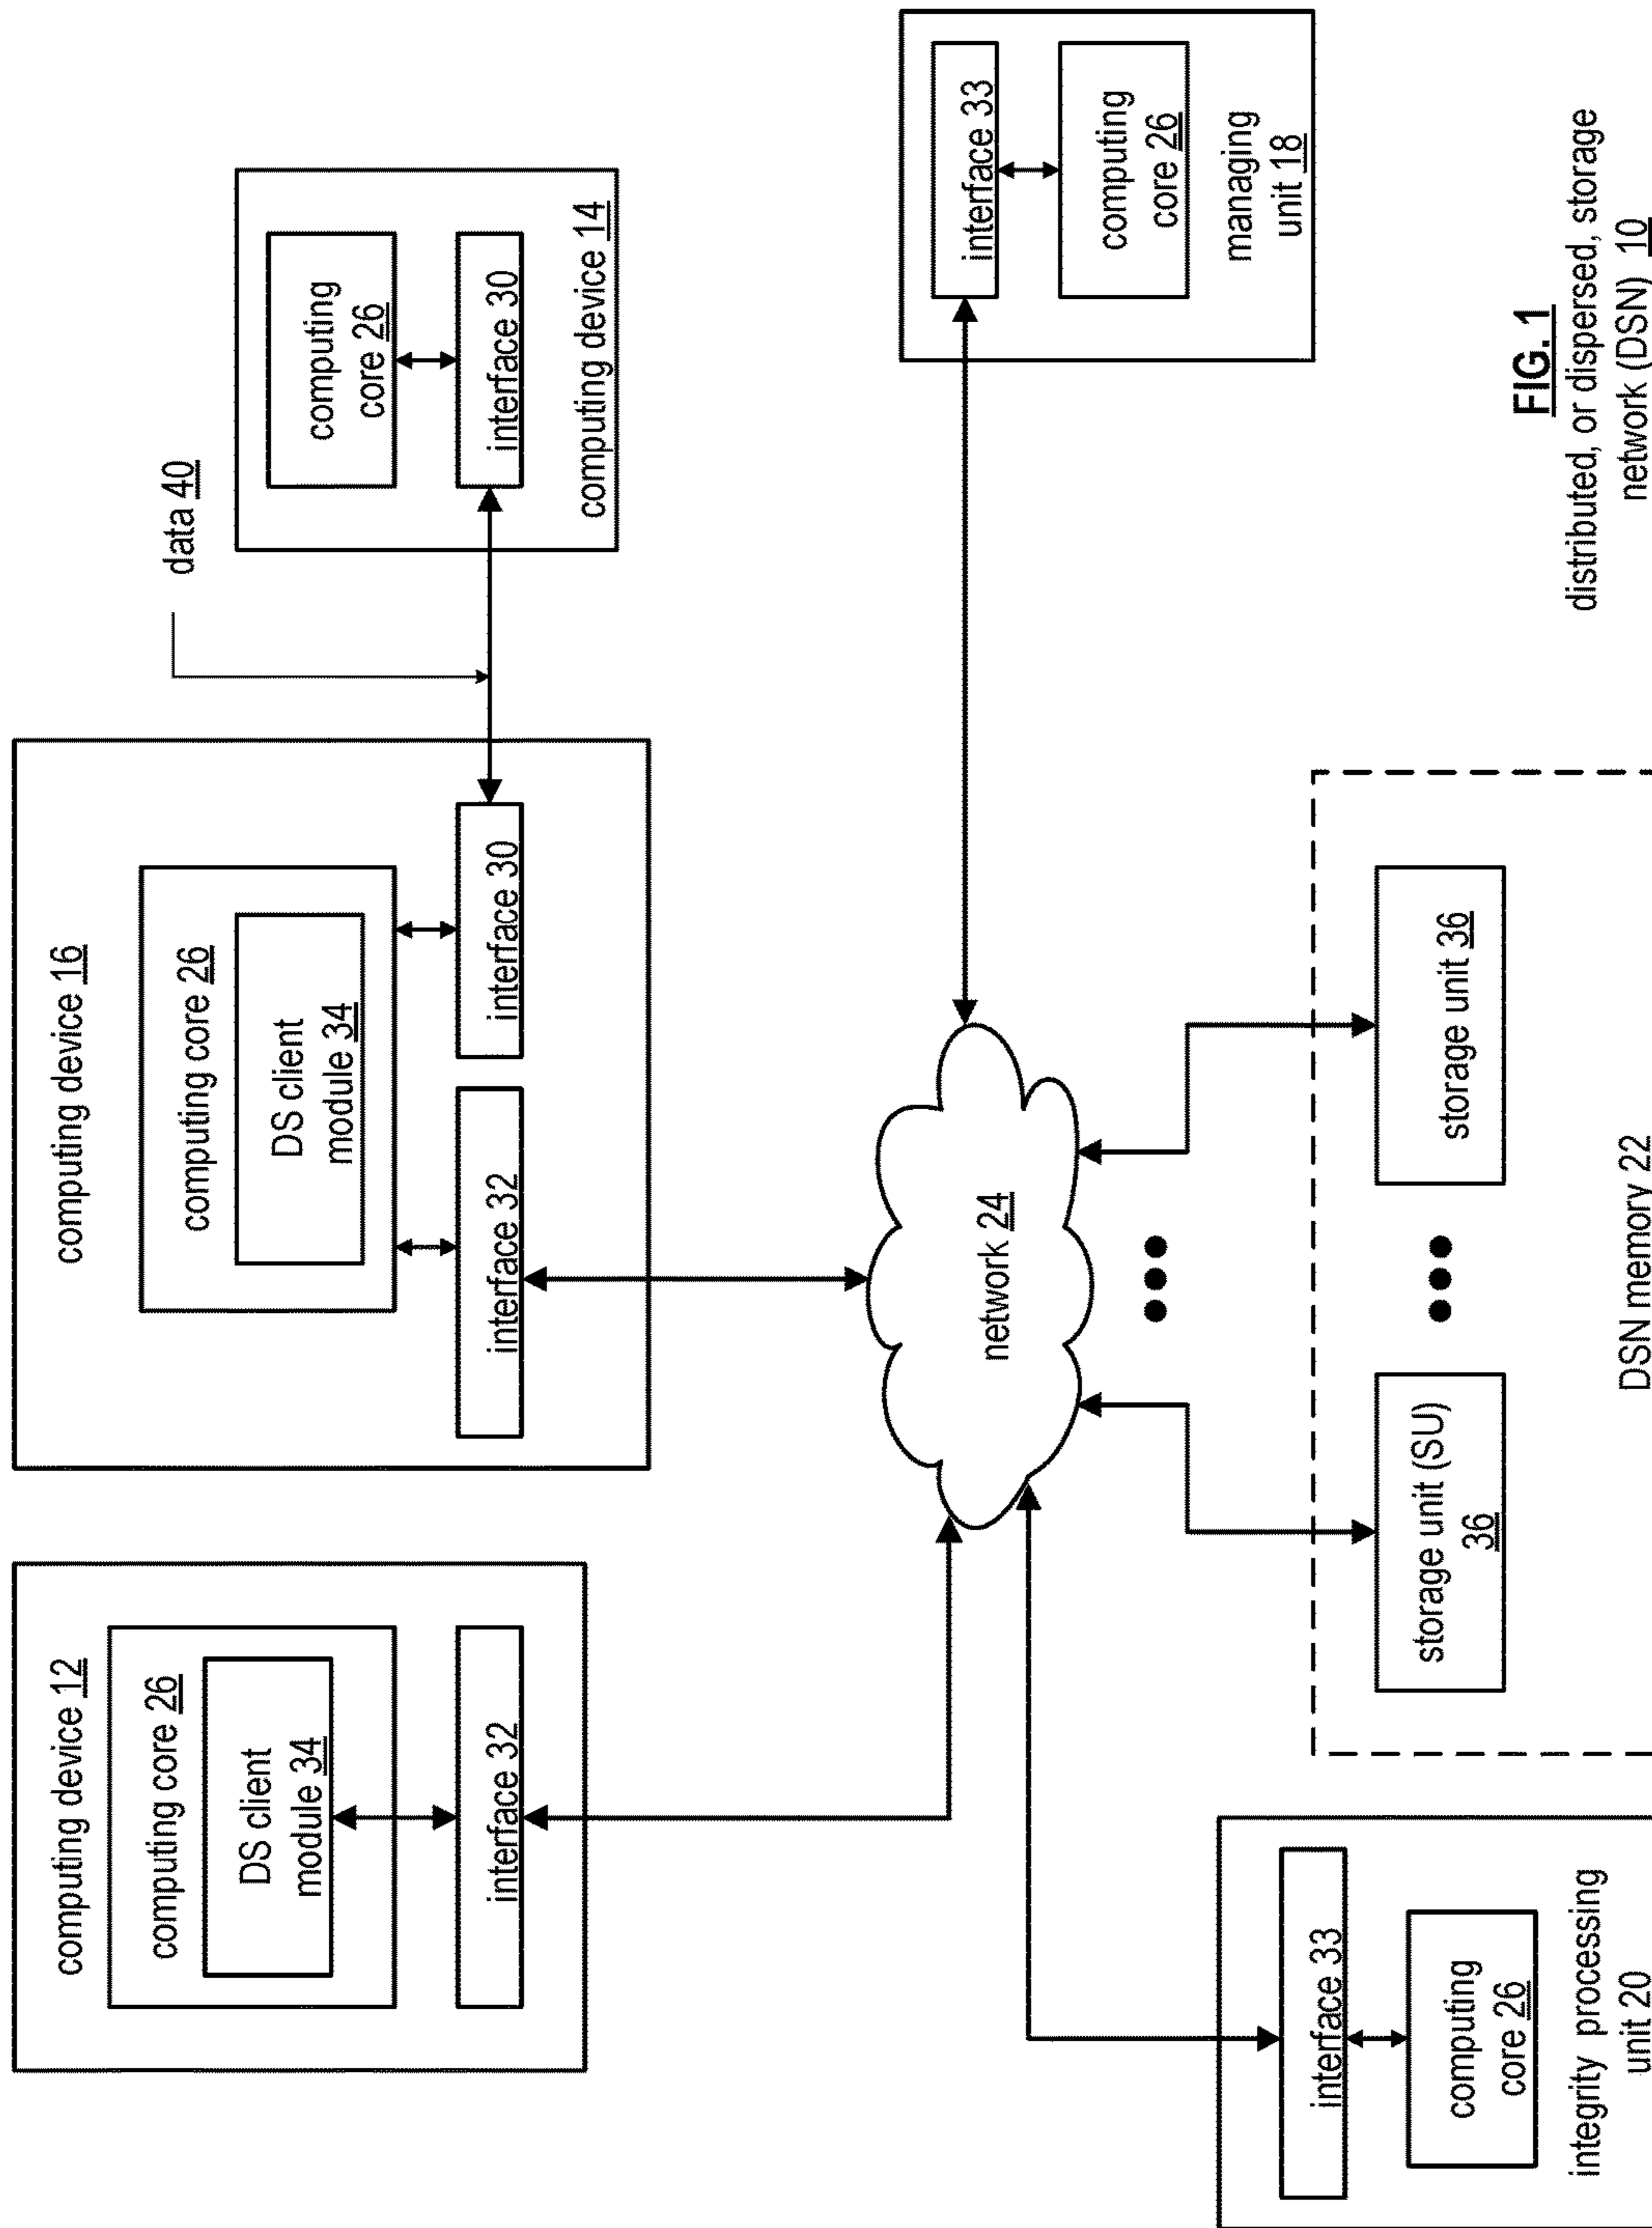 computing device 12
computing core 26
DS client
module 34
interface 32
computing device 16
computing core 26
DS client
module 34
interface 32
interface 30
data 40
computing
core 26
interface 30
computing device 14
network 24
interface 33
computing
core 26
managing
unit 18
interface 33
computing
core 26
integrity processing
unit 20
storage unit (SU)
36
storage unit 36
DSN memory 22
FIG. 1
distributed, or dispersed, storage
network (DSN) 10